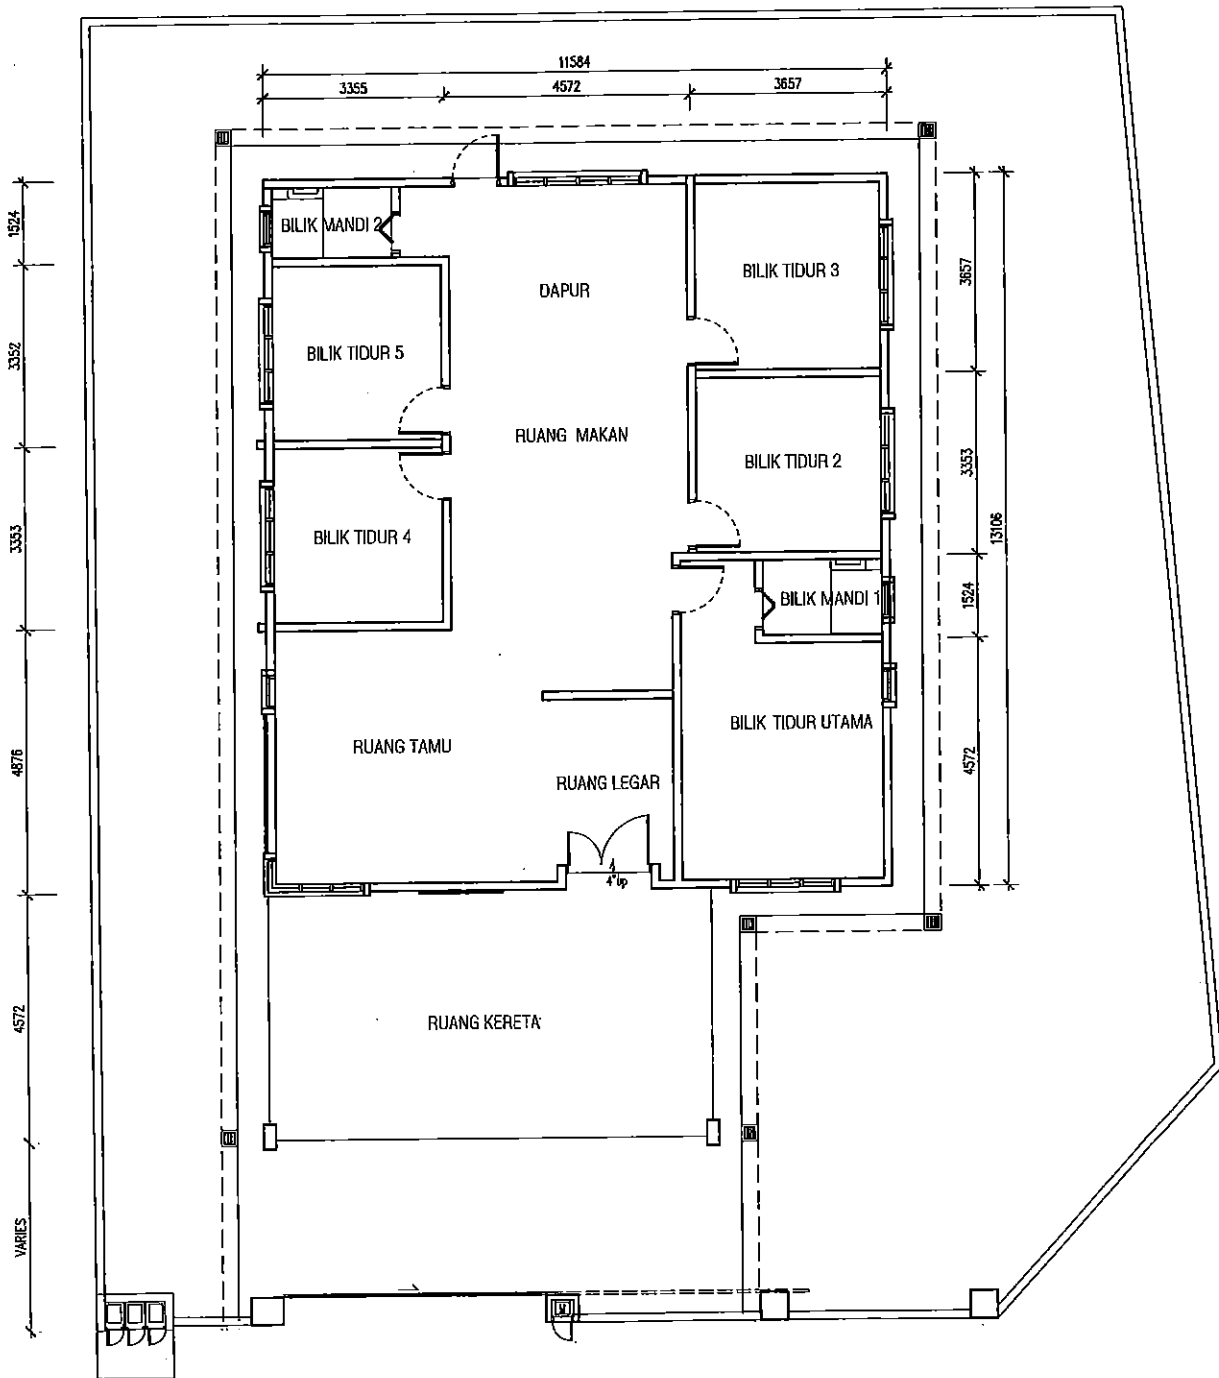 11584
3355
4572
3657
1524
3352
3353
4876
4572
VARIES
BILIK MANDI 2
DAPUR
BILIK TIDUR 3
BILIK TIDUR 5
RUANG MAKAN
BILIK TIDUR 2
BILIK TIDUR 4
BILIK MANDI 1
BILIK TIDUR UTAMA
RUANG TAMU
RUANG LEGAR
4" up
RUANG KERETA
3657
3353
13106
1524
4572